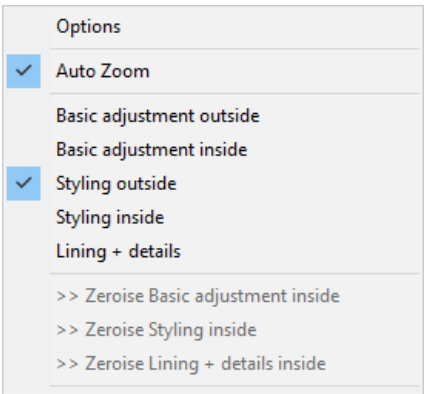 Options
Auto Zoom
Basic adjustment outside
Basic adjustment inside
Styling outside
Styling inside
Lining + details
>> Zeroise Basic adjustment inside
>> Zeroise Styling inside
>> Zeroise Lining + details inside